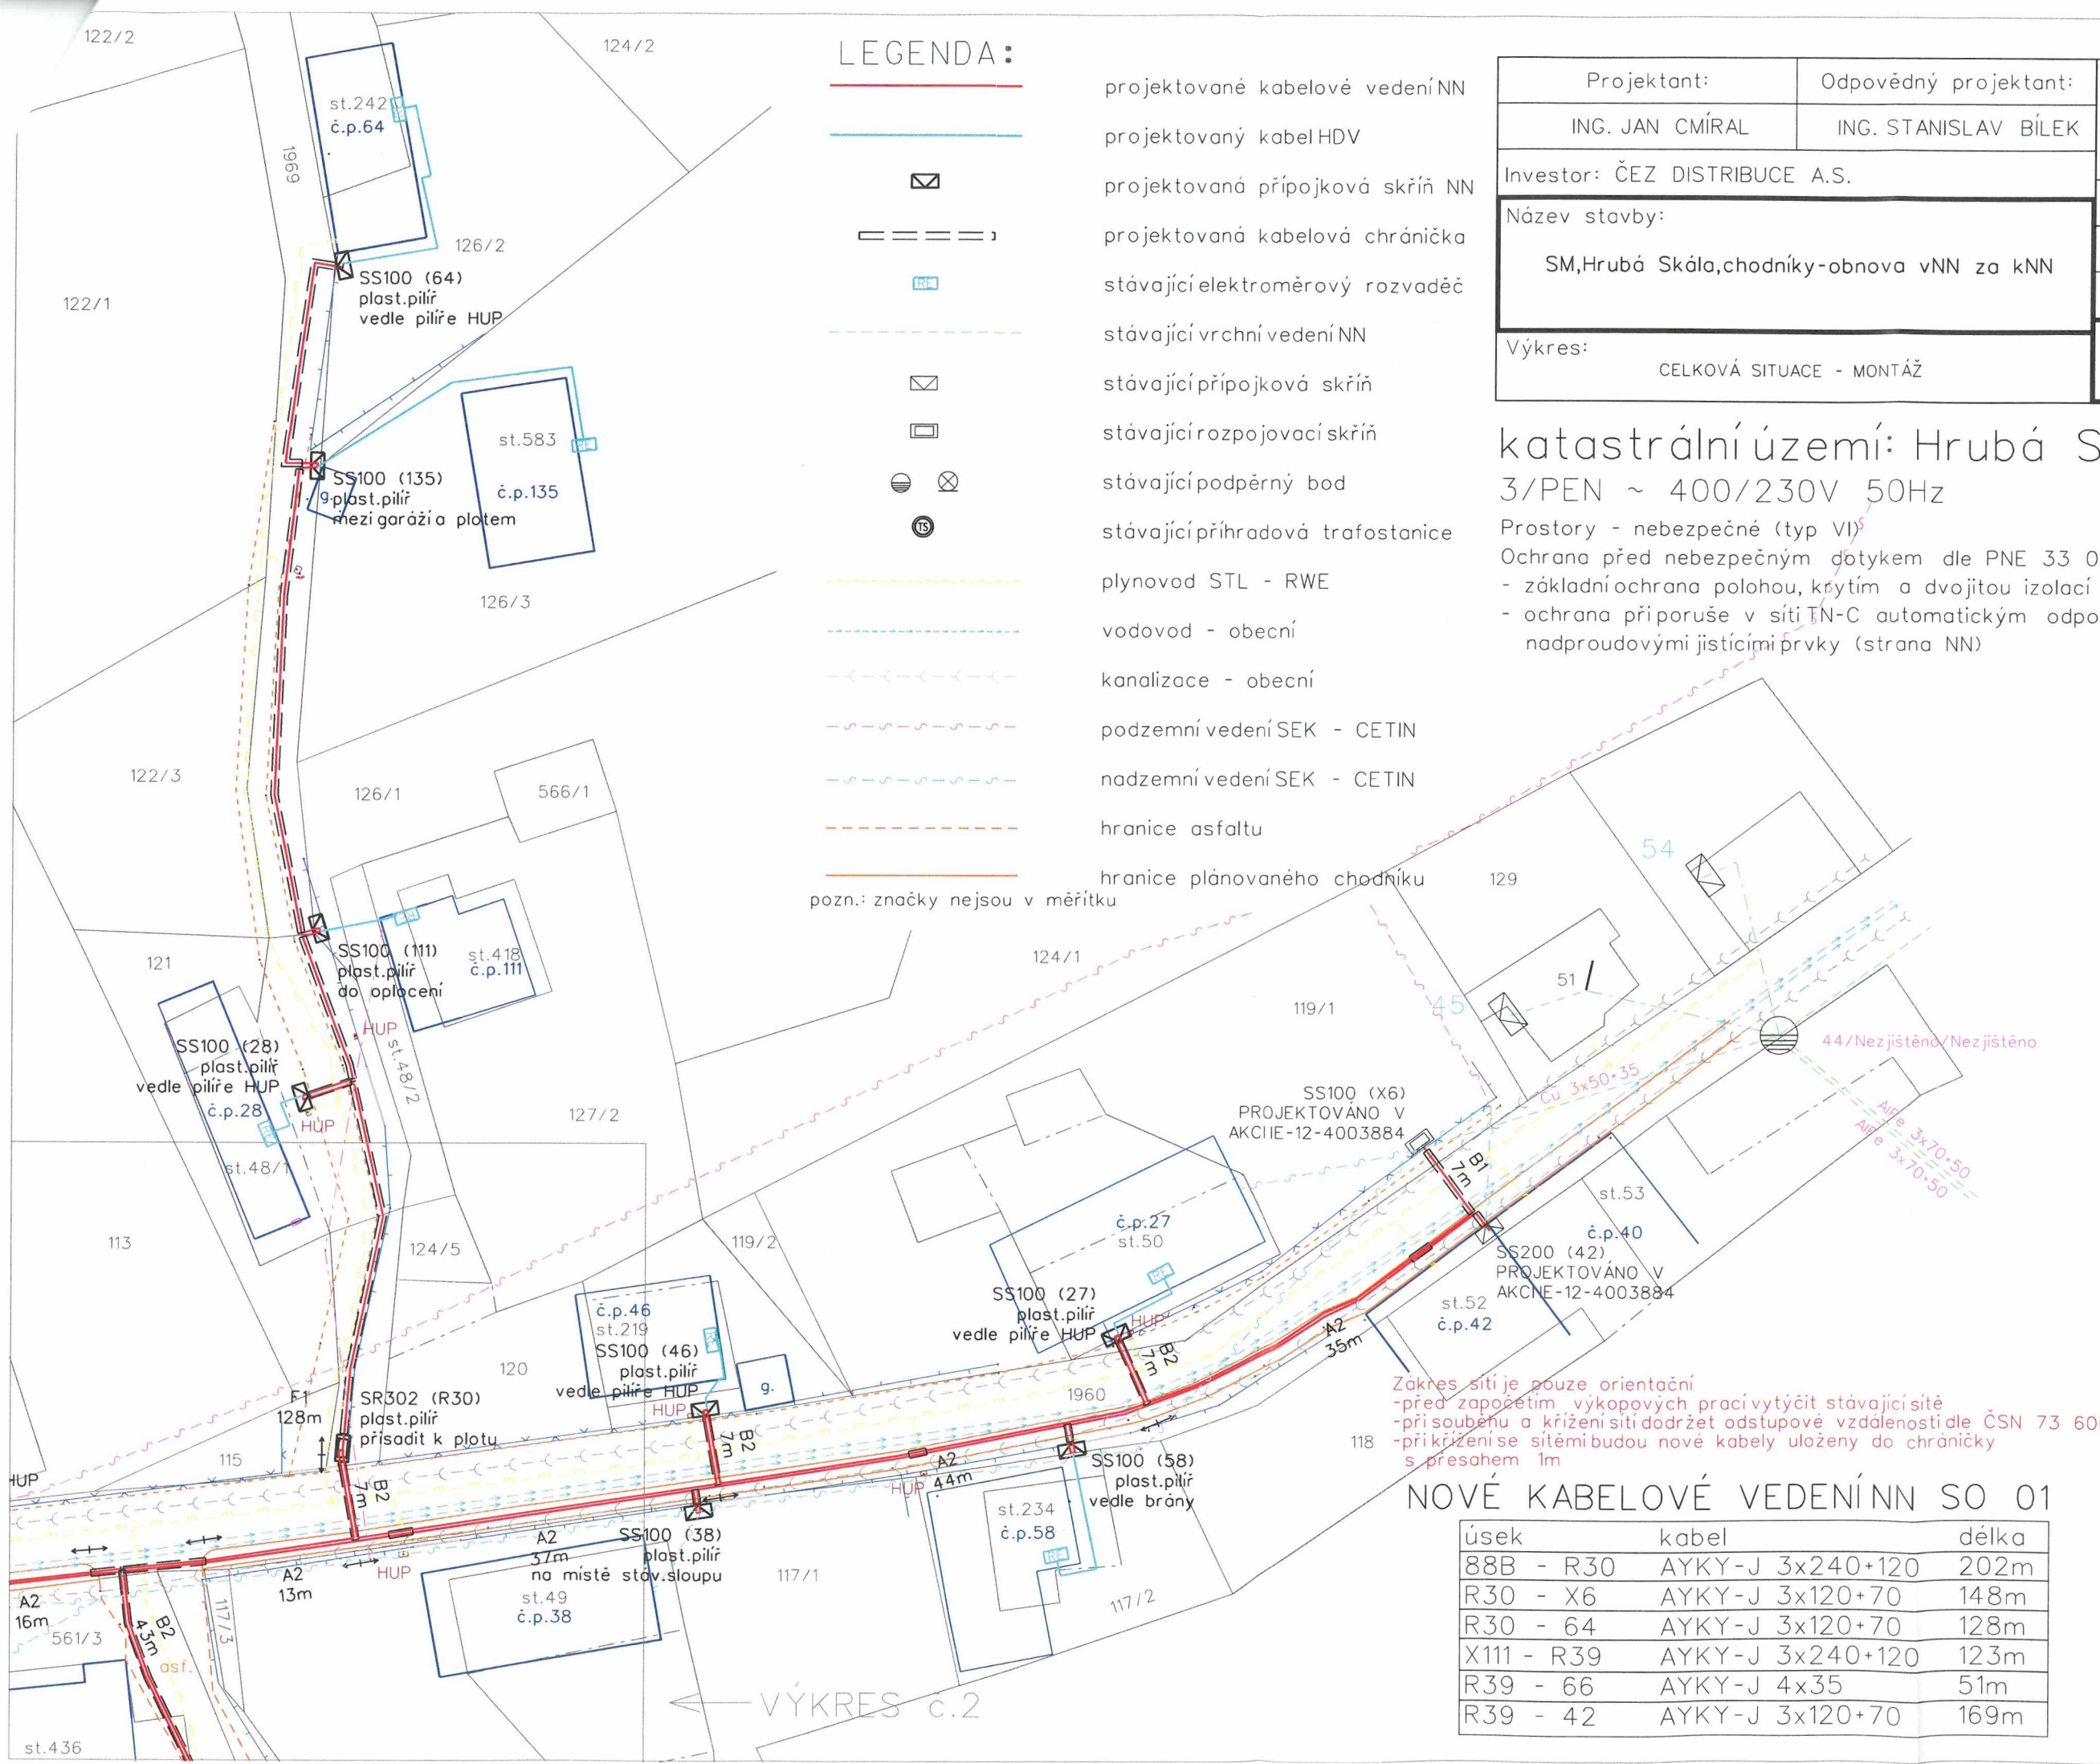 LEGENDA:
projektované kabelové vedení NN
projektovaný kabel HDV
projektovaná přípojková skříň NN
projektovaná kabelová chránička
RE
stávající elektroměrový rozvaděč
stávající vrchní vedení NN
stávající přípojková skříň
stávající rozpojovací skříň
stávající podpěrný bod
TS
stávající příhradová trafostanice
plynovod STL - RWE
vodovod - obecní
kanalizace - obecní
podzemní vedení SEK - CETIN
nadzemní vedení SEK - CETIN
hranice asfaltu
hranice plánovaného chodníku
pozn.: značky nejsou v měřítku
Projektant:
Odpovědný projektant:
ING. JAN CMÍRAL
ING. STANISLAV BÍLEK
Investor: ČEZ DISTRIBUCE A.S.
Název stavby:
SM,Hrubá Skála,chodníky-obnova vNN za kNN
Výkres:
CELKOVÁ SITUACE - MONTÁŽ
katastrální území: Hrubá S
3/PEN ~ 400/230V 50Hz
Prostory - nebezpečné (typ VI)
Ochrana před nebezpečným dotykem dle PNE 33 0
- základní ochrana polohou, krytím a dvojitou izolací
- ochrana při poruše v síti TN-C automatickým odpo
nadproudovými jistícími prvky (strana NN)
122/2
124/2
st.242
č.p.64
1969
126/2
SS100 (64)
plast.pilíř
vedle pilíře HUP
122/1
st.583
č.p.135
RE
SS100 (135)
g.
plast.pilíř
mezi garáží a plotem
126/3
122/3
126/1
566/1
SS100 (111)
plast.pilíř
do oplocení
st.418
č.p.111
RE
121
HUP
st.48/2
SS100 (28)
plast.pilíř
vedle pilíře HUP
č.p.28
RE
HUP
st.48/1
127/2
113
124/5
124/1
119/1
119/2
129
54
51
45
44/Nezjištěno/Nezjištěno
Cu 3x50+35
AlFe 3x70+50
AlFe 3x70+50
SS100 (X6)
PROJEKTOVÁNO V
AKCI IE-12-4003884
B1
7m
st.53
č.p.40
SS200 (42)
PROJEKTOVÁNO V
AKCI IE-12-4003884
st.52
č.p.42
č.p.27
st.50
RE
SS100 (27)
plast.pilíř
vedle pilíře HUP
HUP
B2
7m
A2
35m
č.p.46
st.219
RE
SS100 (46)
plast.pilíř
vedle pilíře HUP
HUP
g.
B2
7m
120
1960
F1
128m
SR302 (R30)
plast.pilíř
přisadit k plotu
115
B2
7m
HUP
A2
44m
HUP
SS100 (58)
plast.pilíř
vedle brány
st.234
č.p.58
RE
A2
37m
SS100 (38)
plast.pilíř
na místě stáv.sloupu
st.49
č.p.38
HUP
A2
13m
A2
16m
561/3
B2
43m
117/3
asf.
st.436
117/1
117/2
118
VÝKRES č.2
Zákres sítí je pouze orientační
-před započetím výkopových prací vytýčit stávající sítě
-při souběhu a křížení sítí dodržet odstupové vzdálenosti dle ČSN 73 60
-při křížení se sítěmi budou nové kabely uloženy do chráničky
s přesahem 1m
NOVÉ KABELOVÉ VEDENÍ NN SO 01
úsek kabel délka
88B - R30 AYKY-J 3x240+120 202m
R30 - X6 AYKY-J 3x120+70 148m
R30 - 64 AYKY-J 3x120+70 128m
X111 - R39 AYKY-J 3x240+120 123m
R39 - 66 AYKY-J 4x35 51m
R39 - 42 AYKY-J 3x120+70 169m